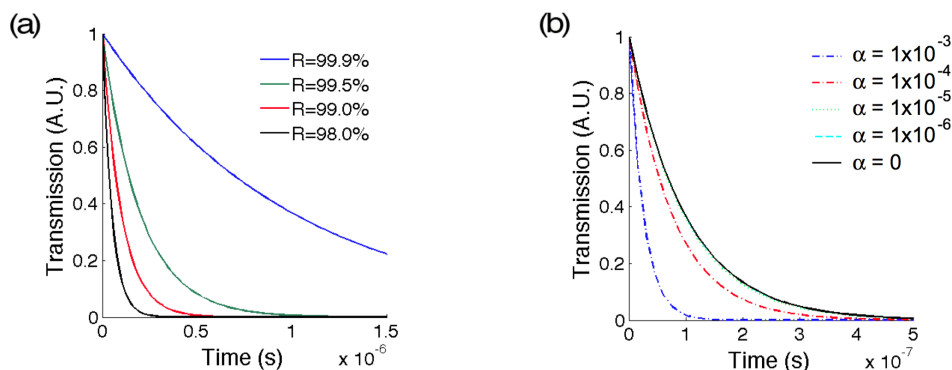 (a)
1
0.8
0.6
0.4
0.2
0
Transmission (A.U.)
R=99.9%
R=99.5%
R=99.0%
R=98.0%
0 0.5 1 1.5
Time (s) x 10⁻⁶
(b)
1
0.8
0.6
0.4
0.2
0
Transmission (A.U.)
α = 1x10⁻³
α = 1x10⁻⁴
α = 1x10⁻⁵
α = 1x10⁻⁶
α = 0
0 1 2 3 4 5
Time (s) x 10⁻⁷